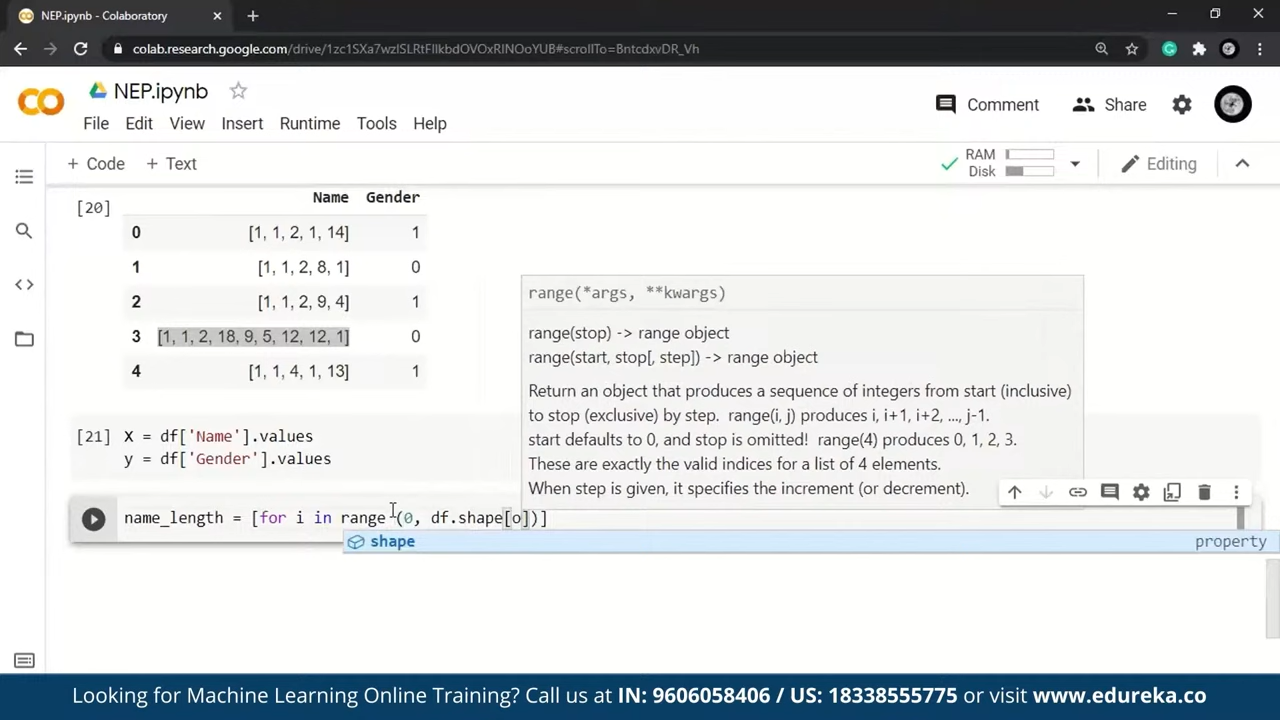 NEP.ipynb - Colaboratory
colab.research.google.com/drive/1zc1SXa7wzlSLRtFIlkbdOVOxRINOoYUB#scrollTo=BntcdxvDR_Vh
CO
NEP.ipynb
File Edit View Insert Runtime Tools Help
Comment
Share
+ Code + Text
RAM
Disk
Editing
[20]
Name Gender
0 [1, 1, 2, 1, 14] 1
1 [1, 1, 2, 8, 1] 0
2 [1, 1, 2, 9, 4] 1
3 [1, 1, 2, 18, 9, 5, 12, 12, 1] 0
4 [1, 1, 4, 1, 13] 1
range(*args, **kwargs)
range(stop) -> range object
range(start, stop[, step]) -> range object
Return an object that produces a sequence of integers from start (inclusive)
to stop (exclusive) by step. range(i, j) produces i, i+1, i+2, ..., j-1.
start defaults to 0, and stop is omitted! range(4) produces 0, 1, 2, 3.
These are exactly the valid indices for a list of 4 elements.
When step is given, it specifies the increment (or decrement).
[21] X = df['Name'].values
y = df['Gender'].values
name_length = [for i in range (0, df.shape[o])]
shape property
Looking for Machine Learning Online Training? Call us at IN: 9606058406 / US: 18338555775 or visit www.edureka.co